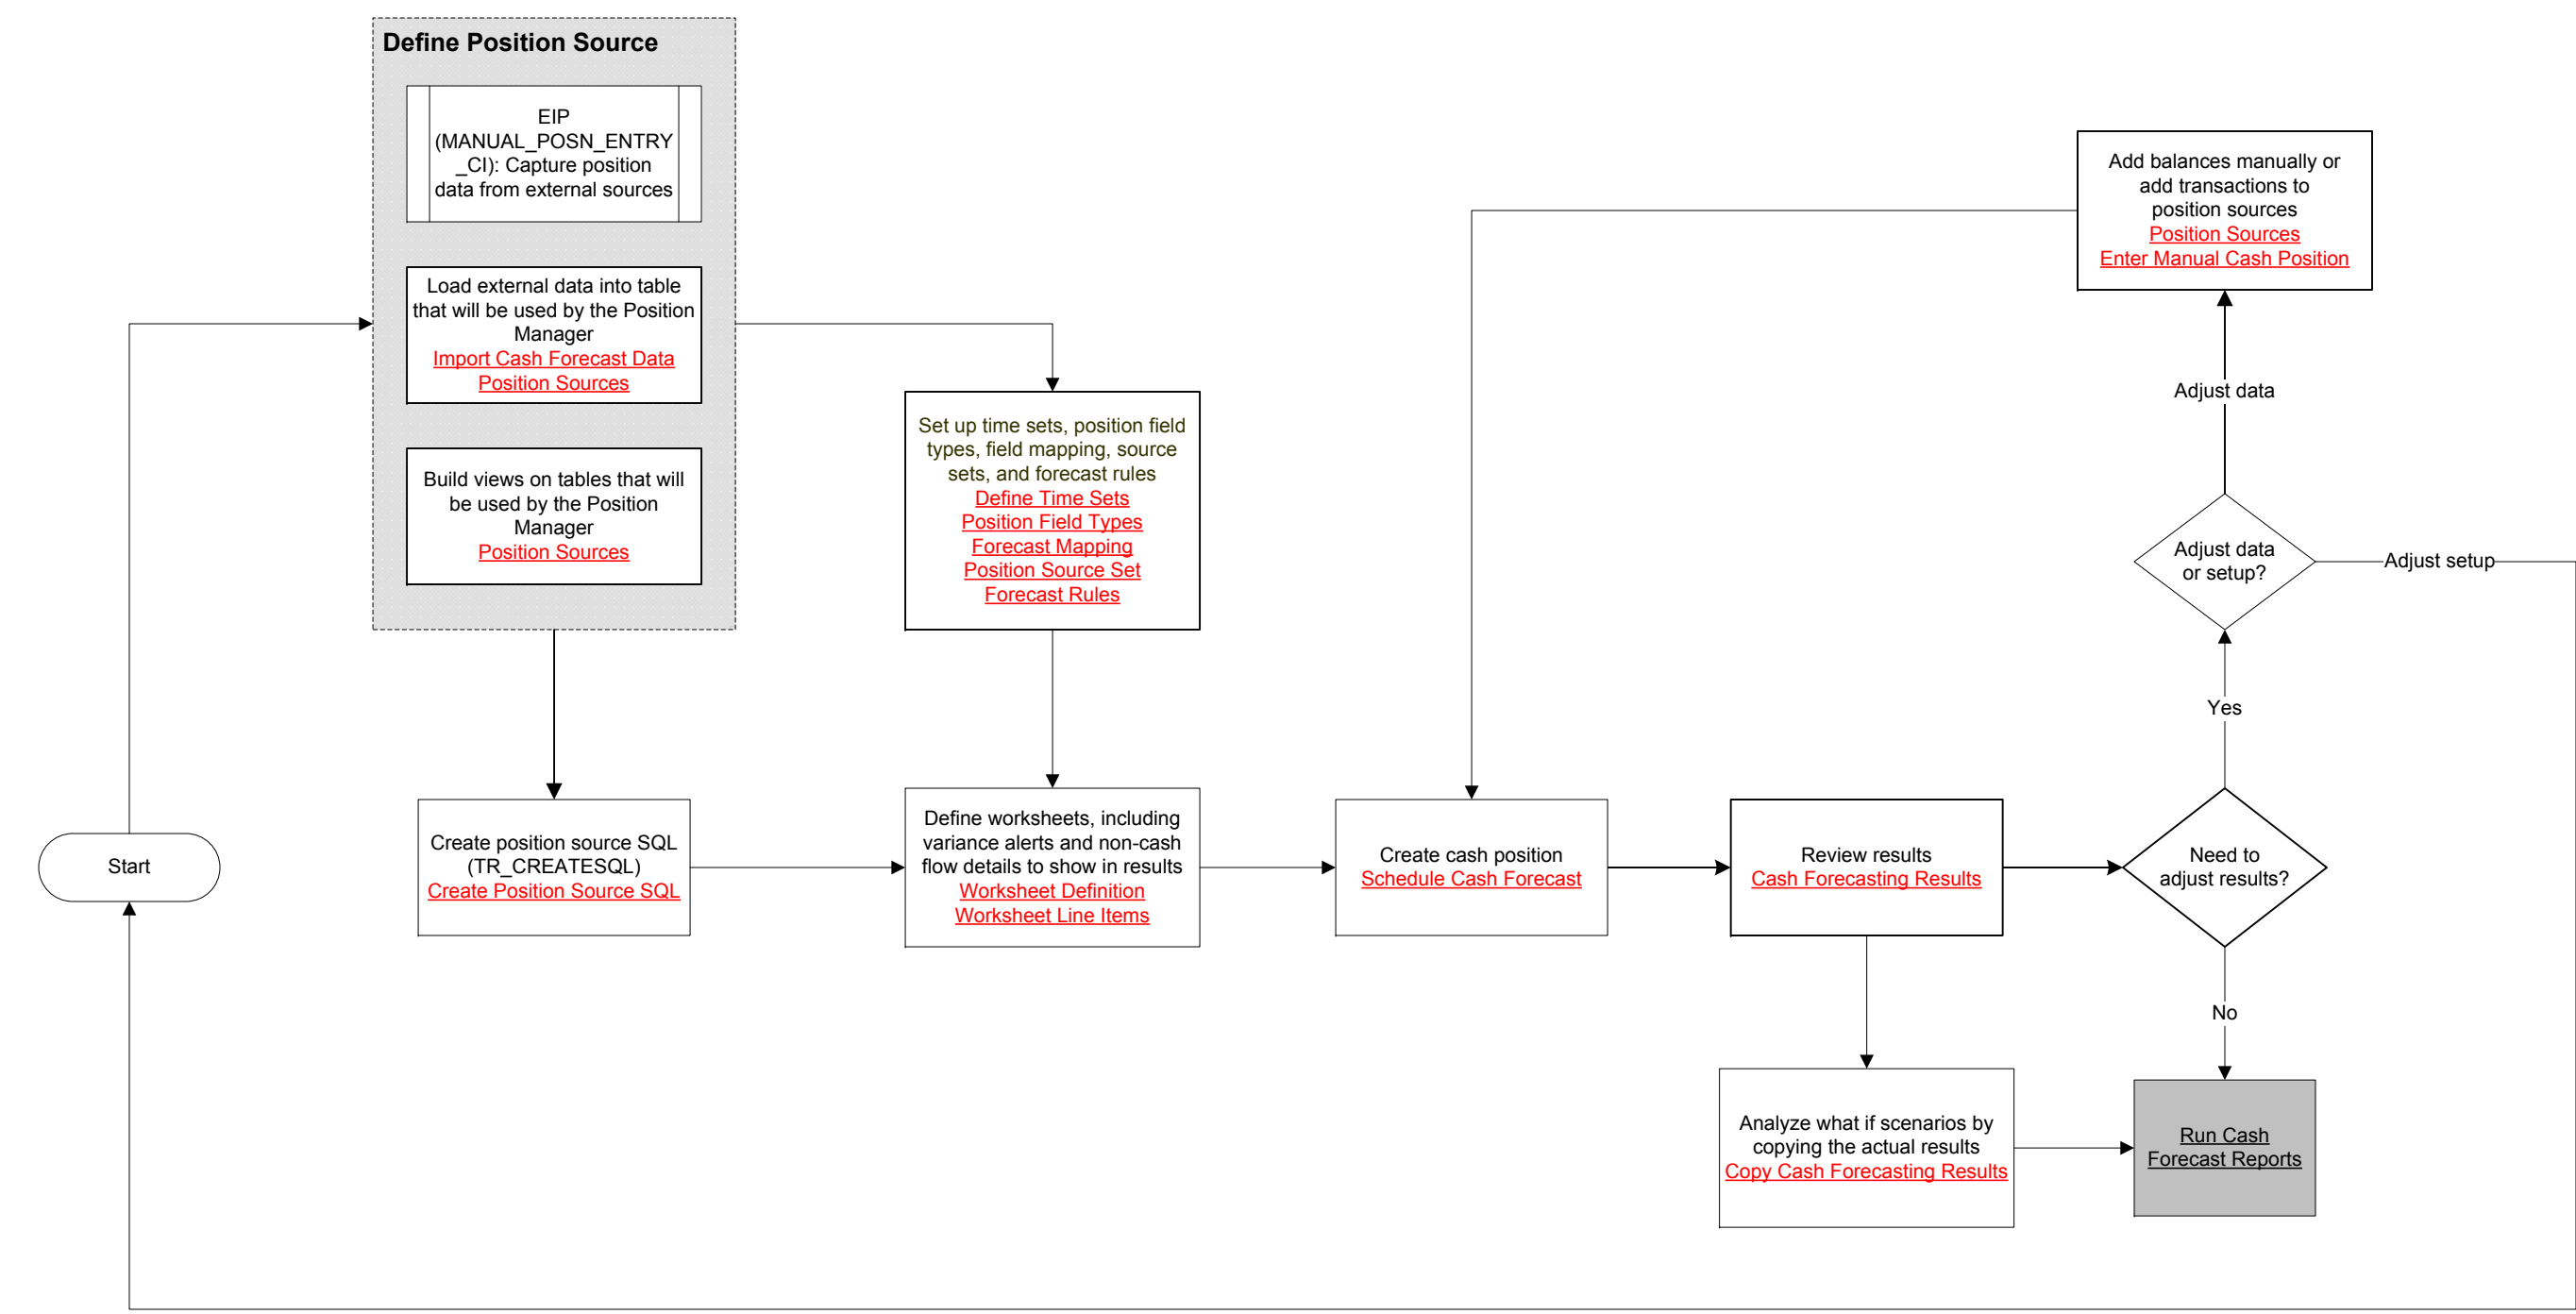 Define Position Source
EIP
(MANUAL_POSN_ENTRY
_CI): Capture position
data from external sources
Load external data into table
that will be used by the Position
Manager
Import Cash Forecast Data
Position Sources
Build views on tables that will
be used by the Position
Manager
Position Sources
Set up time sets, position field
types, field mapping, source
sets, and forecast rules
Define Time Sets
Position Field Types
Forecast Mapping
Position Source Set
Forecast Rules
Add balances manually or
add transactions to
position sources
Position Sources
Enter Manual Cash Position
Adjust data
Adjust data
or setup?
Adjust setup
Yes
Start
Create position source SQL
(TR_CREATESQL)
Create Position Source SQL
Define worksheets, including
variance alerts and non-cash
flow details to show in results
Worksheet Definition
Worksheet Line Items
Create cash position
Schedule Cash Forecast
Review results
Cash Forecasting Results
Need to
adjust results?
No
Analyze what if scenarios by
copying the actual results
Copy Cash Forecasting Results
Run Cash
Forecast Reports